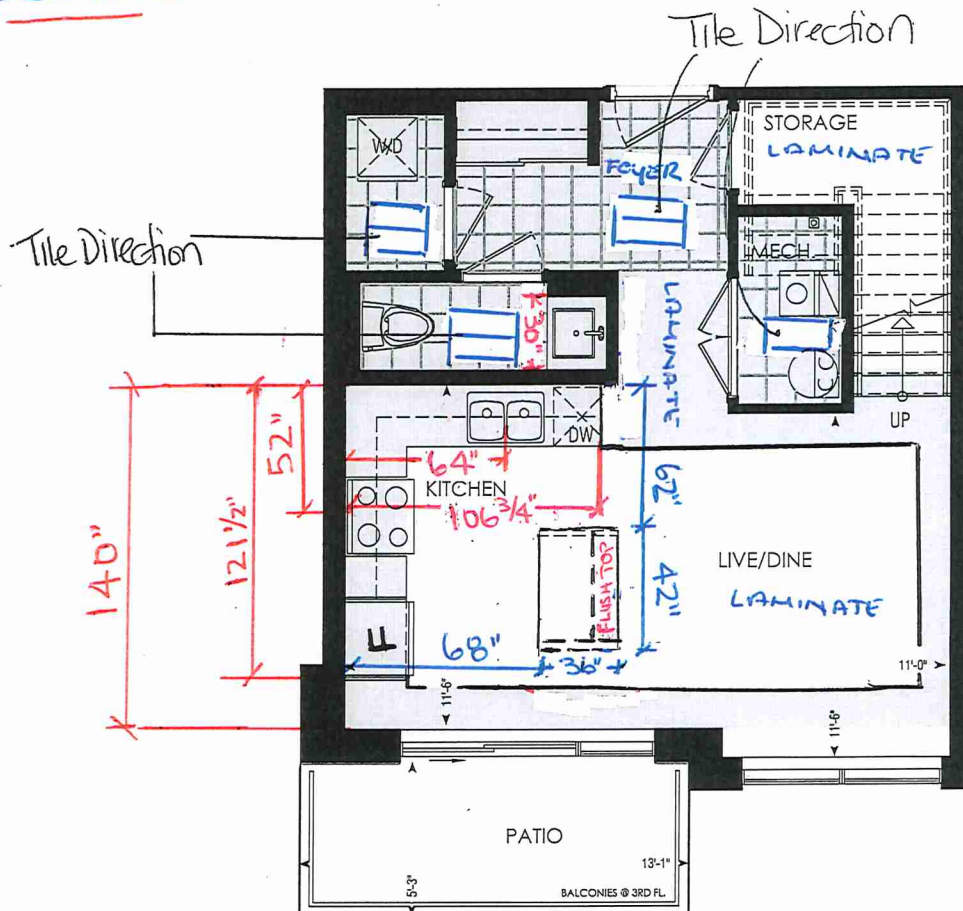 Tile Direction
STORAGE
LAMINATE
W/D
FOYER
Tile Direction
MECH.
LAMINATE
30"
UP
DW
52"
64"
KITCHEN
106 3/4"
62"
121 1/2"
140"
FLUSH TOP
42"
LIVE/DINE
LAMINATE
F
68"
36"
11'-0"
11'-6"
11'-6"
PATIO
13'-1"
5'-3"
BALCONIES @ 3RD FL.